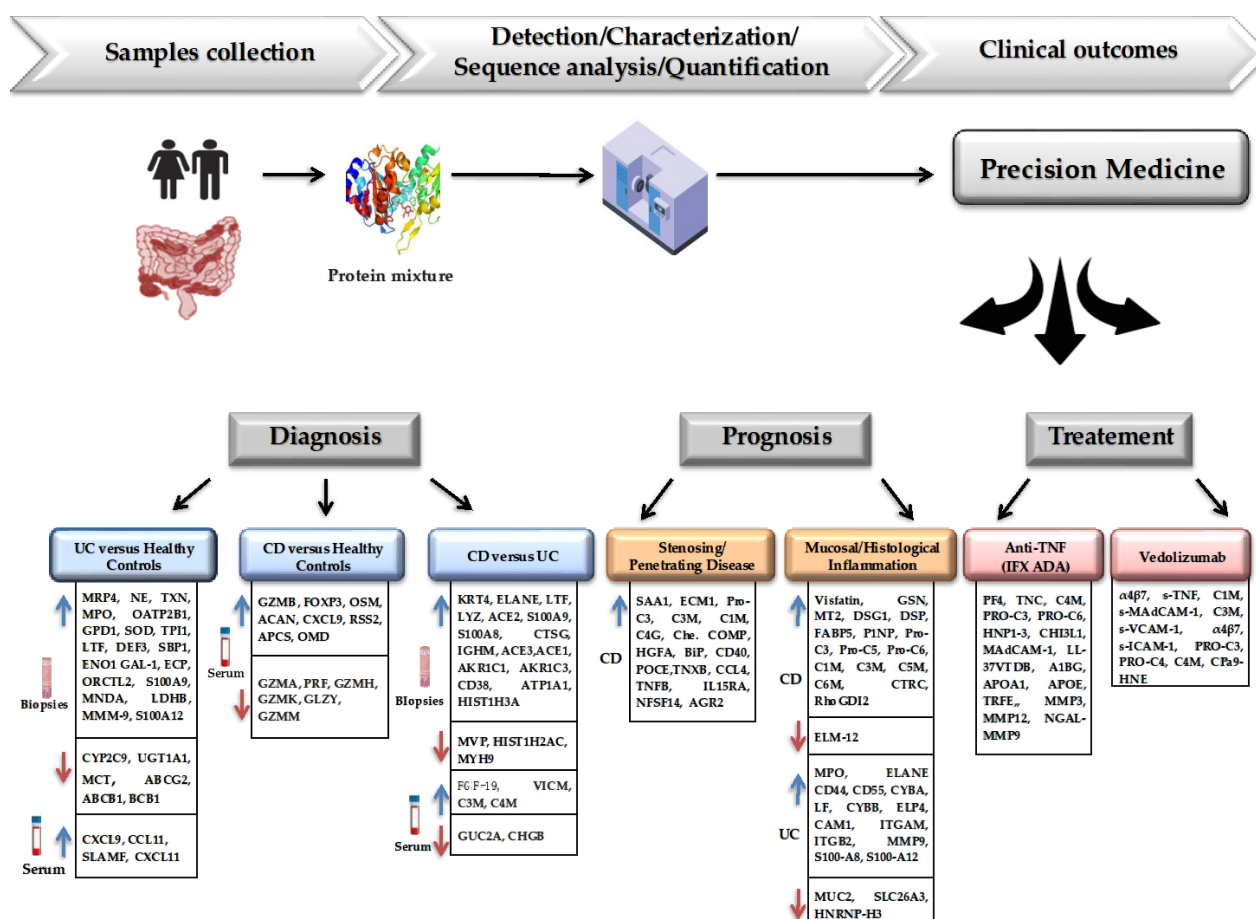 Samples collection
Detection/Characterization/
Sequence analysis/Quantification
Clinical outcomes
Precision Medicine
Protein mixture
Diagnosis
Prognosis
Treatement
UC versus Healthy
Controls
CD versus Healthy
Controls
CD versus UC
Stenosing/
Penetrating Disease
Mucosal/Histological
Inflammation
Anti-TNF
(IFX ADA)
Vedolizumab
Biopsies
MRP4, NE, TXN,
MPO, OATP2B1,
GPD1, SOD, TPI1,
LTF, DEF3, SBP1,
ENO1 GAL-1, ECP,
ORCTL2, S100A9,
MNDA, LDHB,
MMM-9, S100A12
CYP2C9, UGT1A1,
MCT, ABCG2,
ABCB1, BCB1
Serum
CXCL9, CCL11,
SLAMF, CXCL11
Serum
GZMB, FOXP3, OSM,
ACAN, CXCL9, RSS2,
APCS, OMD
GZMA, PRF, GZMH,
GZMK, GLZY,
GZMM
Biopsies
KRT4, ELANE, LTF,
LYZ, ACE2, S100A9,
S100A8, CTSG,
IGHM, ACE3,ACE1,
AKR1C1, AKR1C3,
CD38, ATP1A1,
HIST1H3A
MVP, HIST1H2AC,
MYH9
Serum
FGF-19, VICM,
C3M, C4M
GUC2A, CHGB
CD
SAA1, ECM1, Pro-
C3, C3M, C1M,
C4G, Che. COMP,
HGFA, BiP, CD40,
POCE,TNXB, CCL4,
TNFB, IL15RA,
NFSF14, AGR2
CD
Visfatin, GSN,
MT2, DSG1, DSP,
FABP5, P1NP, Pro-
C3, Pro-C5, Pro-C6,
C1M, C3M, C5M,
C6M, CTRC,
RhoGDI2
ELM-12
UC
MPO, ELANE
CD44, CD55, CYBA,
LF, CYBB, ELP4,
CAM1, ITGAM,
ITGB2, MMP9,
S100-A8, S100-A12
MUC2, SLC26A3,
HNRNP-H3
PF4, TNC, C4M,
PRO-C3, PRO-C6,
HNP1-3, CHI3L1,
MAdCAM-1, LL-
37VTDB, A1BG,
APOA1, APOE,
TRFE,, MMP3,
MMP12, NGAL-
MMP9
α4β7, s-TNF, C1M,
s-MAdCAM-1, C3M,
s-VCAM-1, α4β7,
s-ICAM-1, PRO-C3,
PRO-C4, C4M, CPa9-
HNE